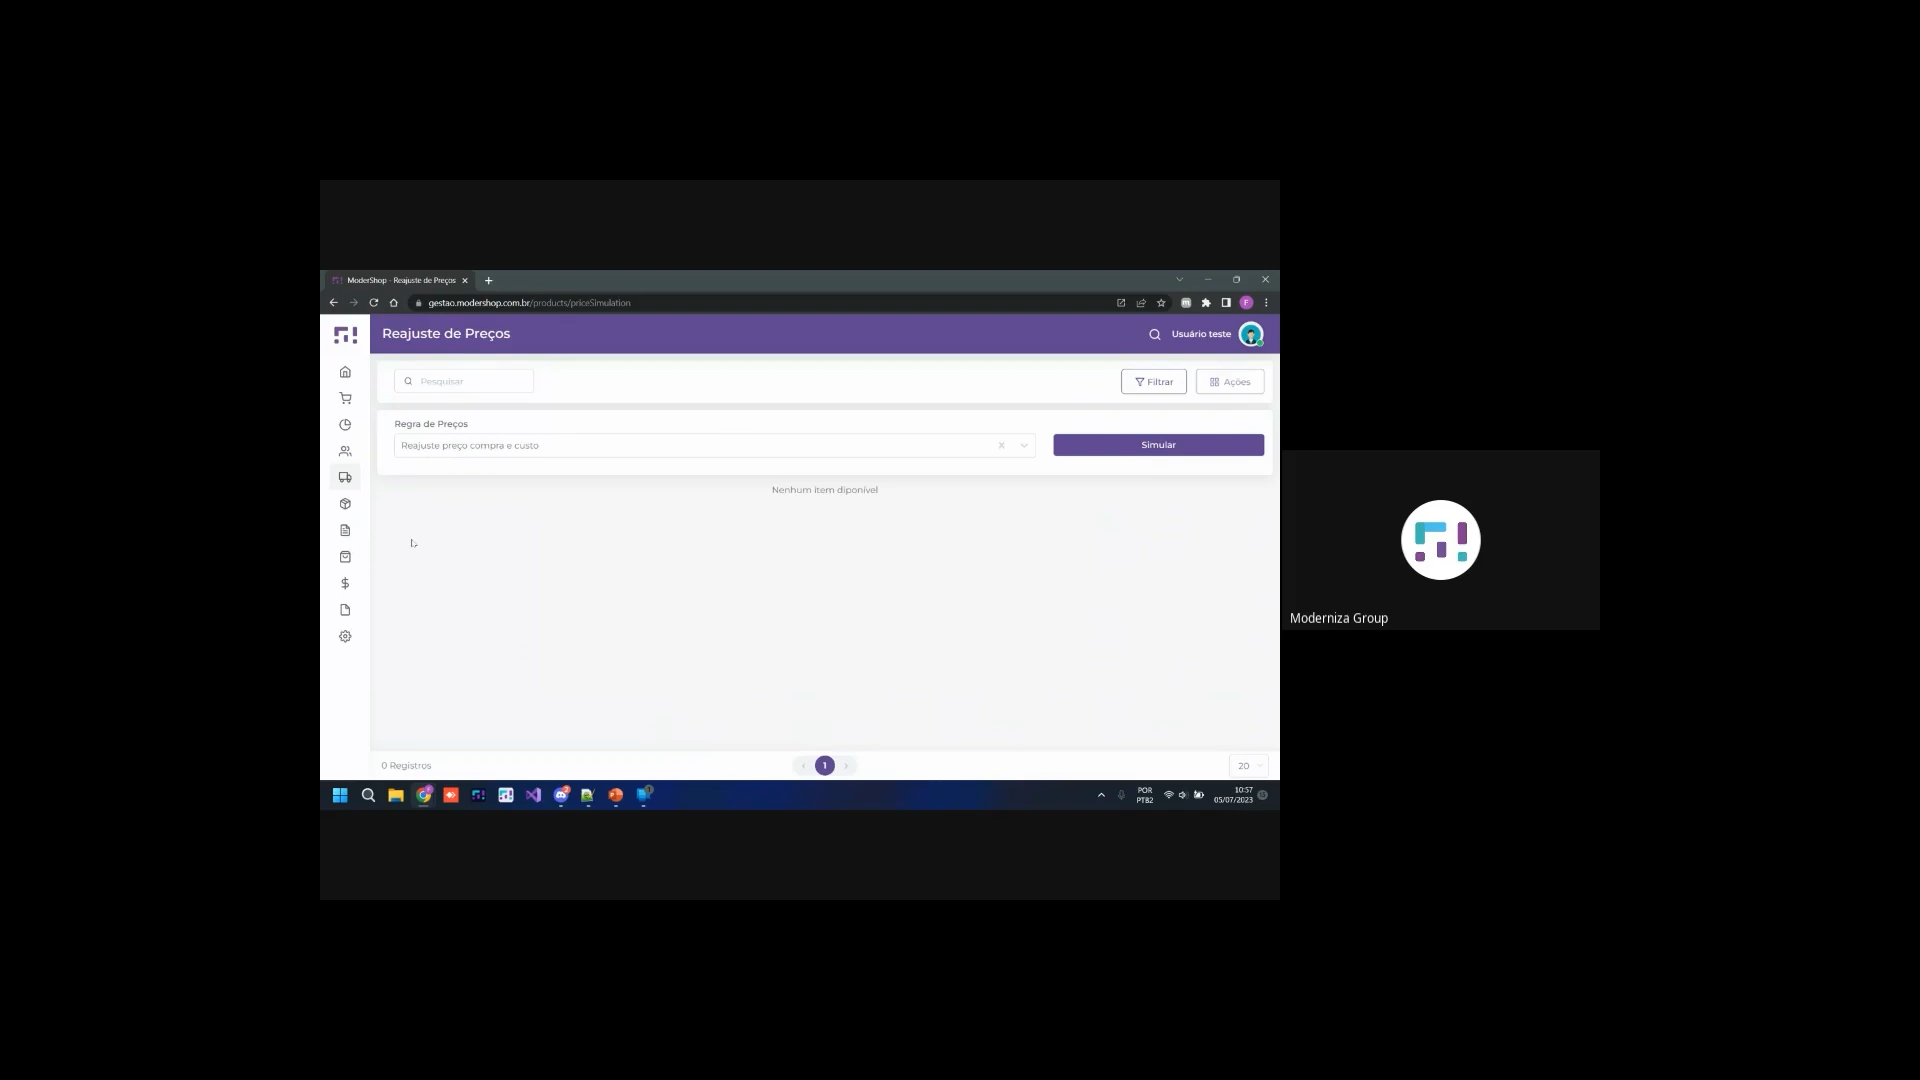 ModerShop - Reajuste de Preços
gestao.modershop.com.br/products/priceSimulation
F
Reajuste de Preços
Usuário teste
Pesquisar
Filtrar
Ações
Regra de Preços
Reajuste preço compra e custo
X
Simular
Nenhum item diponível
0 Registros
1
20
POR
PTB2
10:57
05/07/2023
Moderniza Group